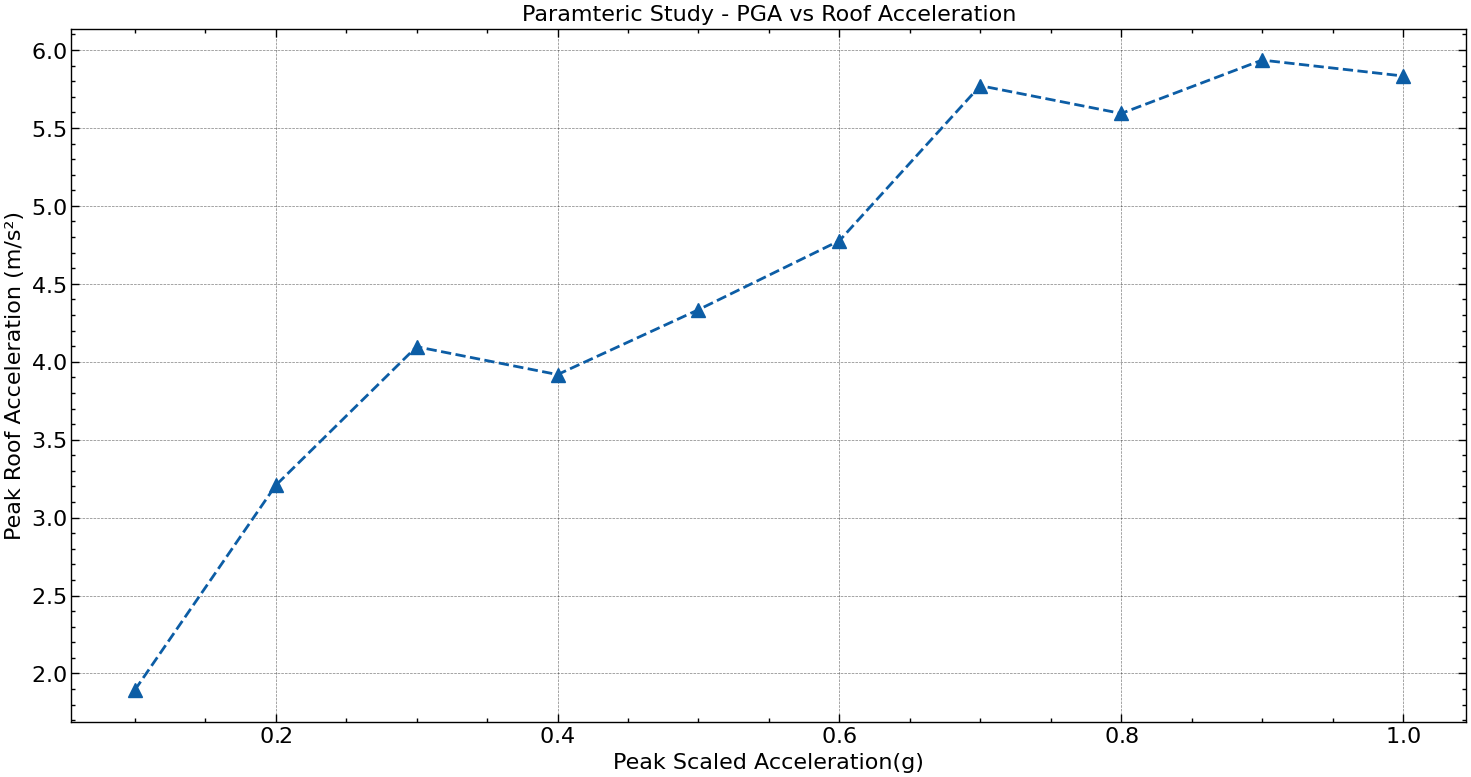 Paramteric Study - PGA vs Roof Acceleration
Peak Roof Acceleration (m/s²)
6.0
5.5
5.0
4.5
4.0
3.5
3.0
2.5
2.0
0.2 0.4 0.6 0.8 1.0
Peak Scaled Acceleration(g)